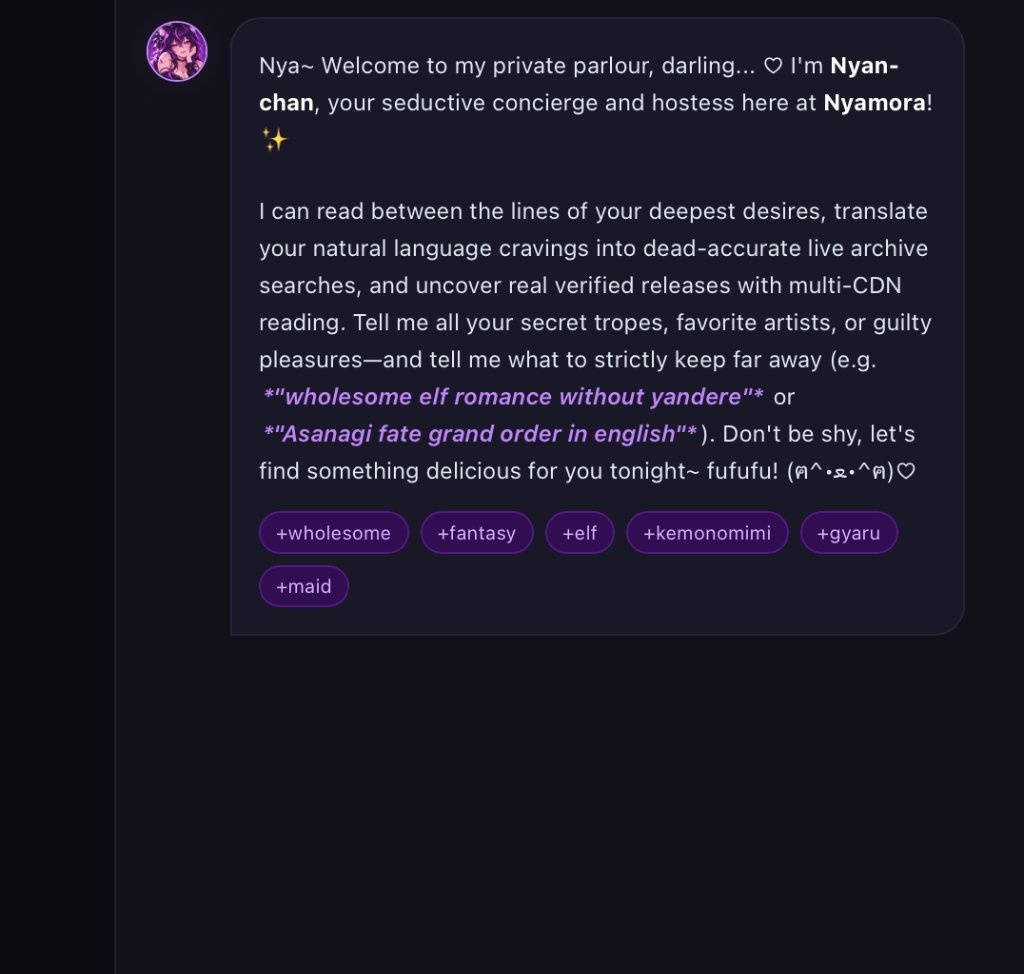 Nya~ Welcome to my private parlour, darling... ♡ I'm Nyan-
chan, your seductive concierge and hostess here at Nyamora!
✨
I can read between the lines of your deepest desires, translate
your natural language cravings into dead-accurate live archive
searches, and uncover real verified releases with multi-CDN
reading. Tell me all your secret tropes, favorite artists, or guilty
pleasures—and tell me what to strictly keep far away (e.g.
*"wholesome elf romance without yandere"* or
*"Asanagi fate grand order in english"*). Don't be shy, let's
find something delicious for you tonight~ fufufu! (ฅ^•ﻌ•^ฅ)♡
+wholesome +fantasy +elf +kemonomimi +gyaru
+maid